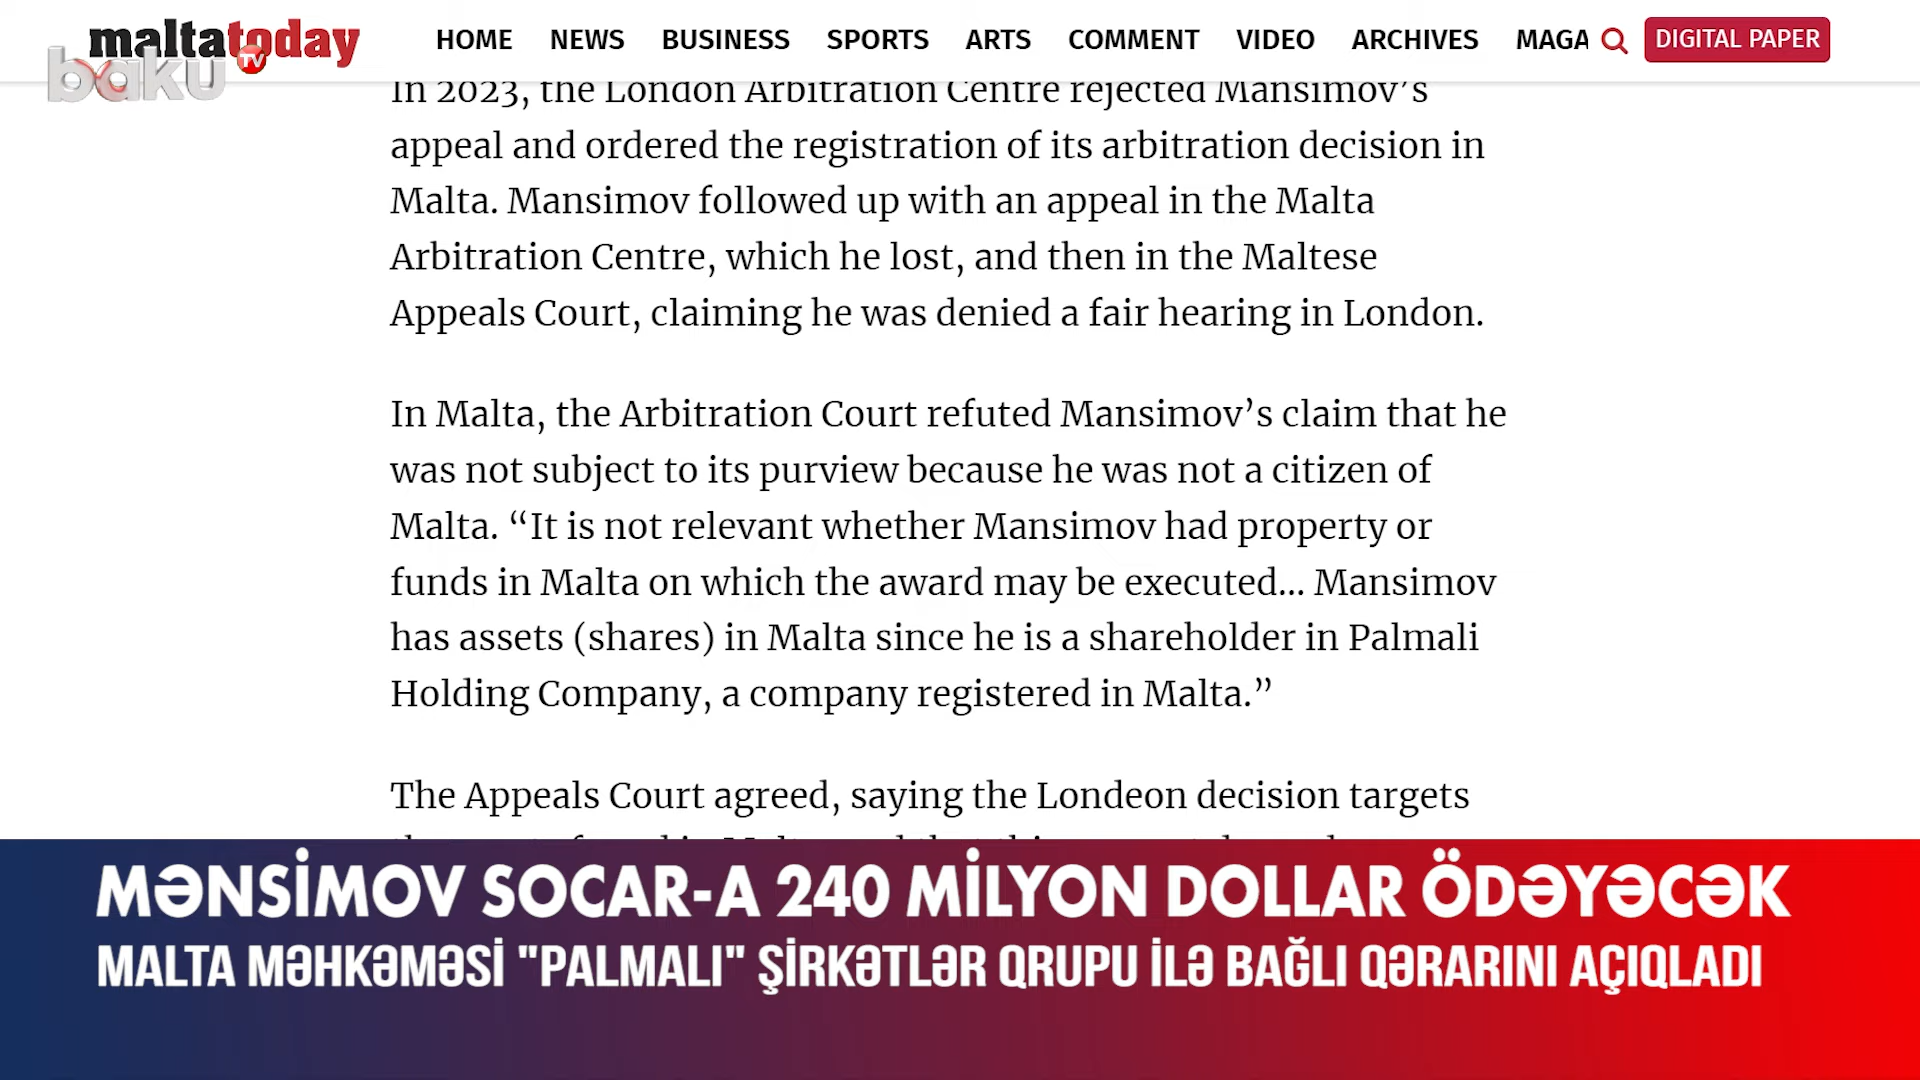 maltatoday
baku TV
HOME NEWS BUSINESS SPORTS ARTS COMMENT VIDEO ARCHIVES MAGA DIGITAL PAPER
In 2023, the London Arbitration Centre rejected Mansimov’s
appeal and ordered the registration of its arbitration decision in
Malta. Mansimov followed up with an appeal in the Malta
Arbitration Centre, which he lost, and then in the Maltese
Appeals Court, claiming he was denied a fair hearing in London.
In Malta, the Arbitration Court refuted Mansimov’s claim that he
was not subject to its purview because he was not a citizen of
Malta. “It is not relevant whether Mansimov had property or
funds in Malta on which the award may be executed... Mansimov
has assets (shares) in Malta since he is a shareholder in Palmali
Holding Company, a company registered in Malta.”
The Appeals Court agreed, saying the Londeon decision targets
MƏNSİMOV SOCAR-A 240 MİLYON DOLLAR ÖDƏYƏCƏK
MALTA MƏHKƏMƏSİ "PALMALI" ŞİRKƏTLƏR QRUPU İLƏ BAĞLI QƏRARINI AÇIQLADI